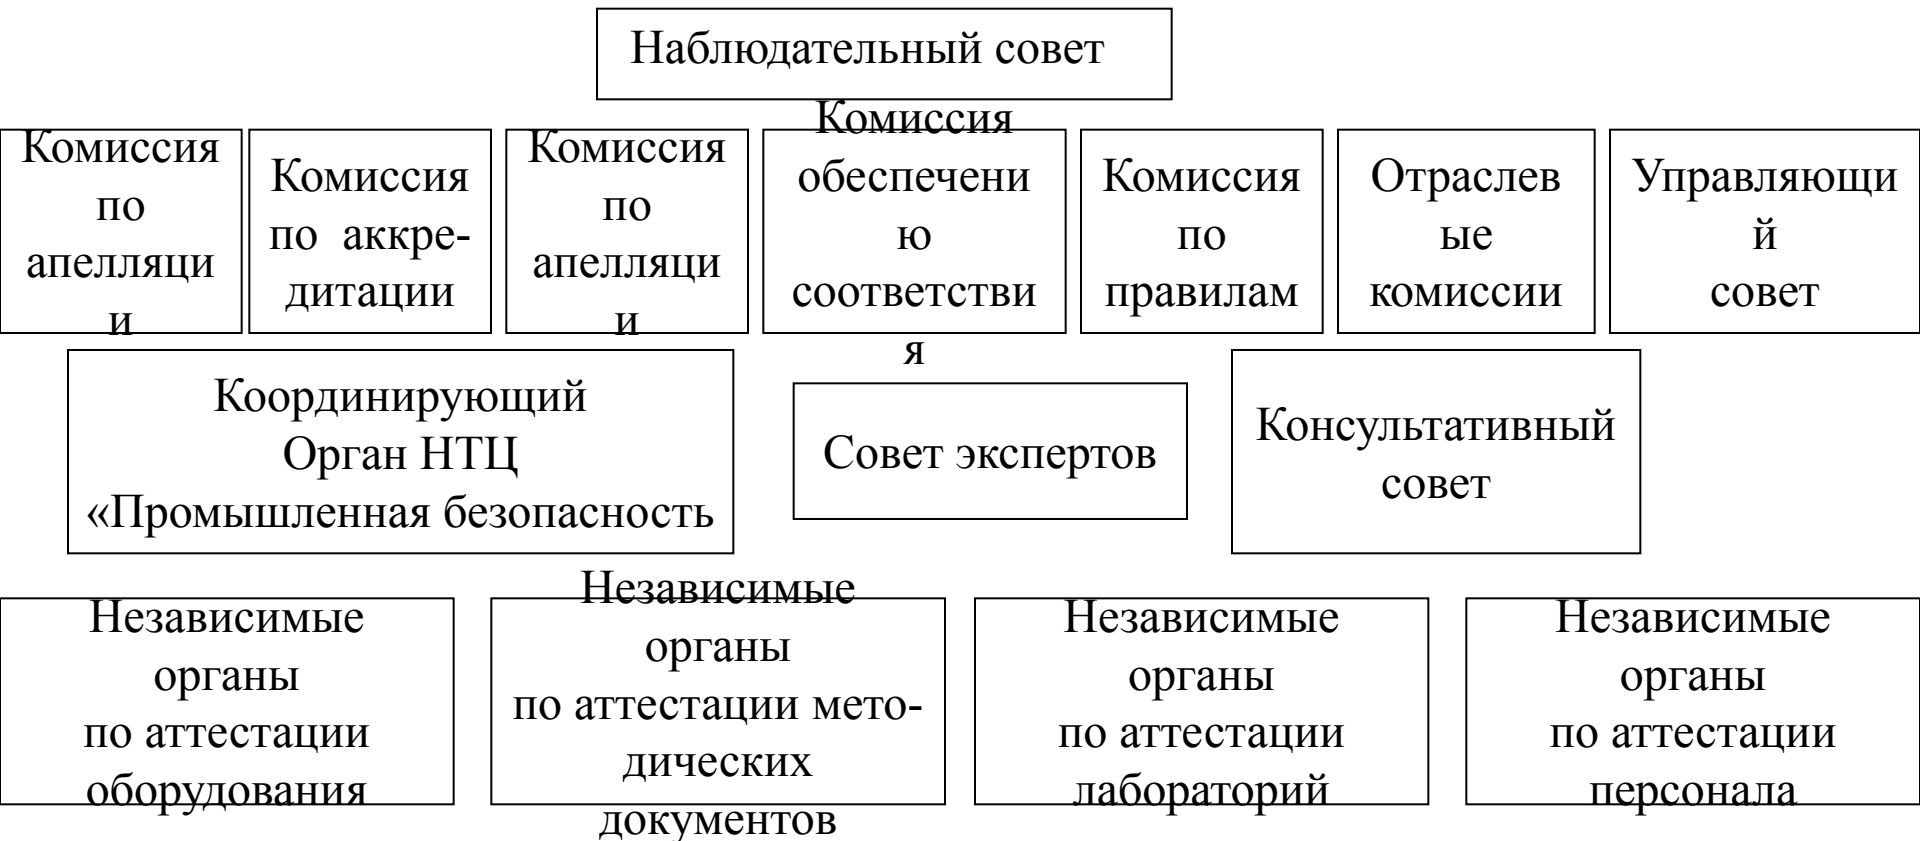 Наблюдательный совет
Комиссия
по
апелляци
и
Комиссия
по аккре-
дитации
Комиссия
по
апелляци
и
Комиссия
обеспечени
ю
соответстви
я
Комиссия
по
правилам
Отраслев
ые
комиссии
Управляющи
й
совет
Координирующий
Орган НТЦ
«Промышленная безопасность
Совет экспертов
Консультативный
совет
Независимые
органы
по аттестации
оборудования
Независимые
органы
по аттестации мето-
дических
документов
Независимые
органы
по аттестации
лабораторий
Независимые
органы
по аттестации
персонала